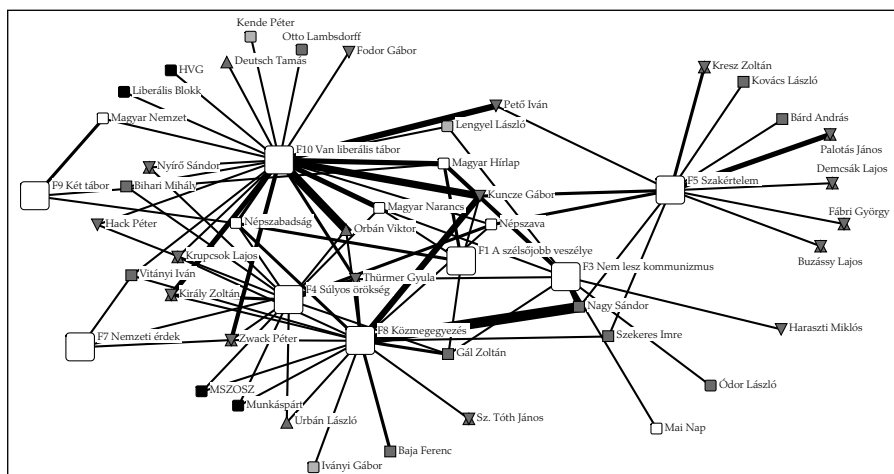 Kende Péter
Otto Lambsdorff
Deutsch Tamás
Fodor Gábor
HVG
Liberális Blokk
Kresz Zoltán
Kovács László
Magyar Nemzet
Pető Iván
Lengyel László
Bárd András
Palotás János
F10 Van liberális tábor
Nyírő Sándor
Magyar Hírlap
Demcsák Lajos
F9 Két tábor
Bihari Mihály
F5 Szakértelem
Kuncze Gábor
Magyar Narancs
Fábri György
Hack Péter
Népszabadság
Orbán Viktor
Népszava
Buzássy Lajos
F1 A szélsőjobb veszélye
Krupcsok Lajos
F3 Nem lesz kommunizmus
Vitányi Iván
Thürmer Gyula
F4 Súlyos örökség
Király Zoltán
Nagy Sándor
F8 Közmegegyezés
Haraszti Miklós
F7 Nemzeti érdek
Zwack Péter
Szekeres Imre
Gál Zoltán
MSZOSZ
Ódor László
Munkáspárt
Urbán László
Sz. Tóth János
Mai Nap
Baja Ferenc
Iványi Gábor